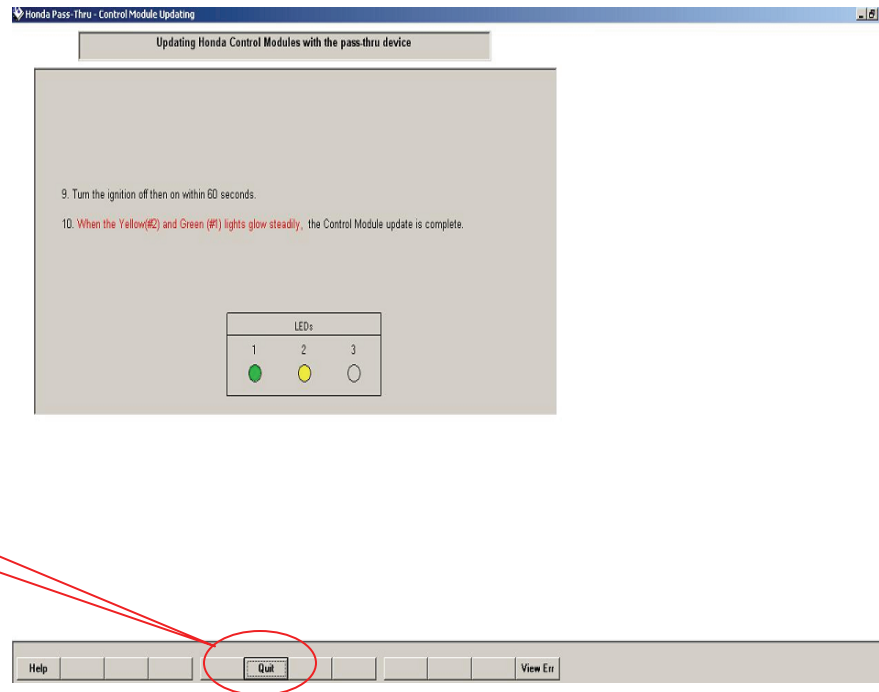 Honda Pass-Thru - Control Module Updating
Updating Honda Control Modules with the pass-thru device
9. Turn the ignition off then on within 60 seconds.
10. When the Yellow(#2) and Green (#1) lights glow steadily, the Control Module update is complete.
LEDs
1 2 3
Help Quit View Err